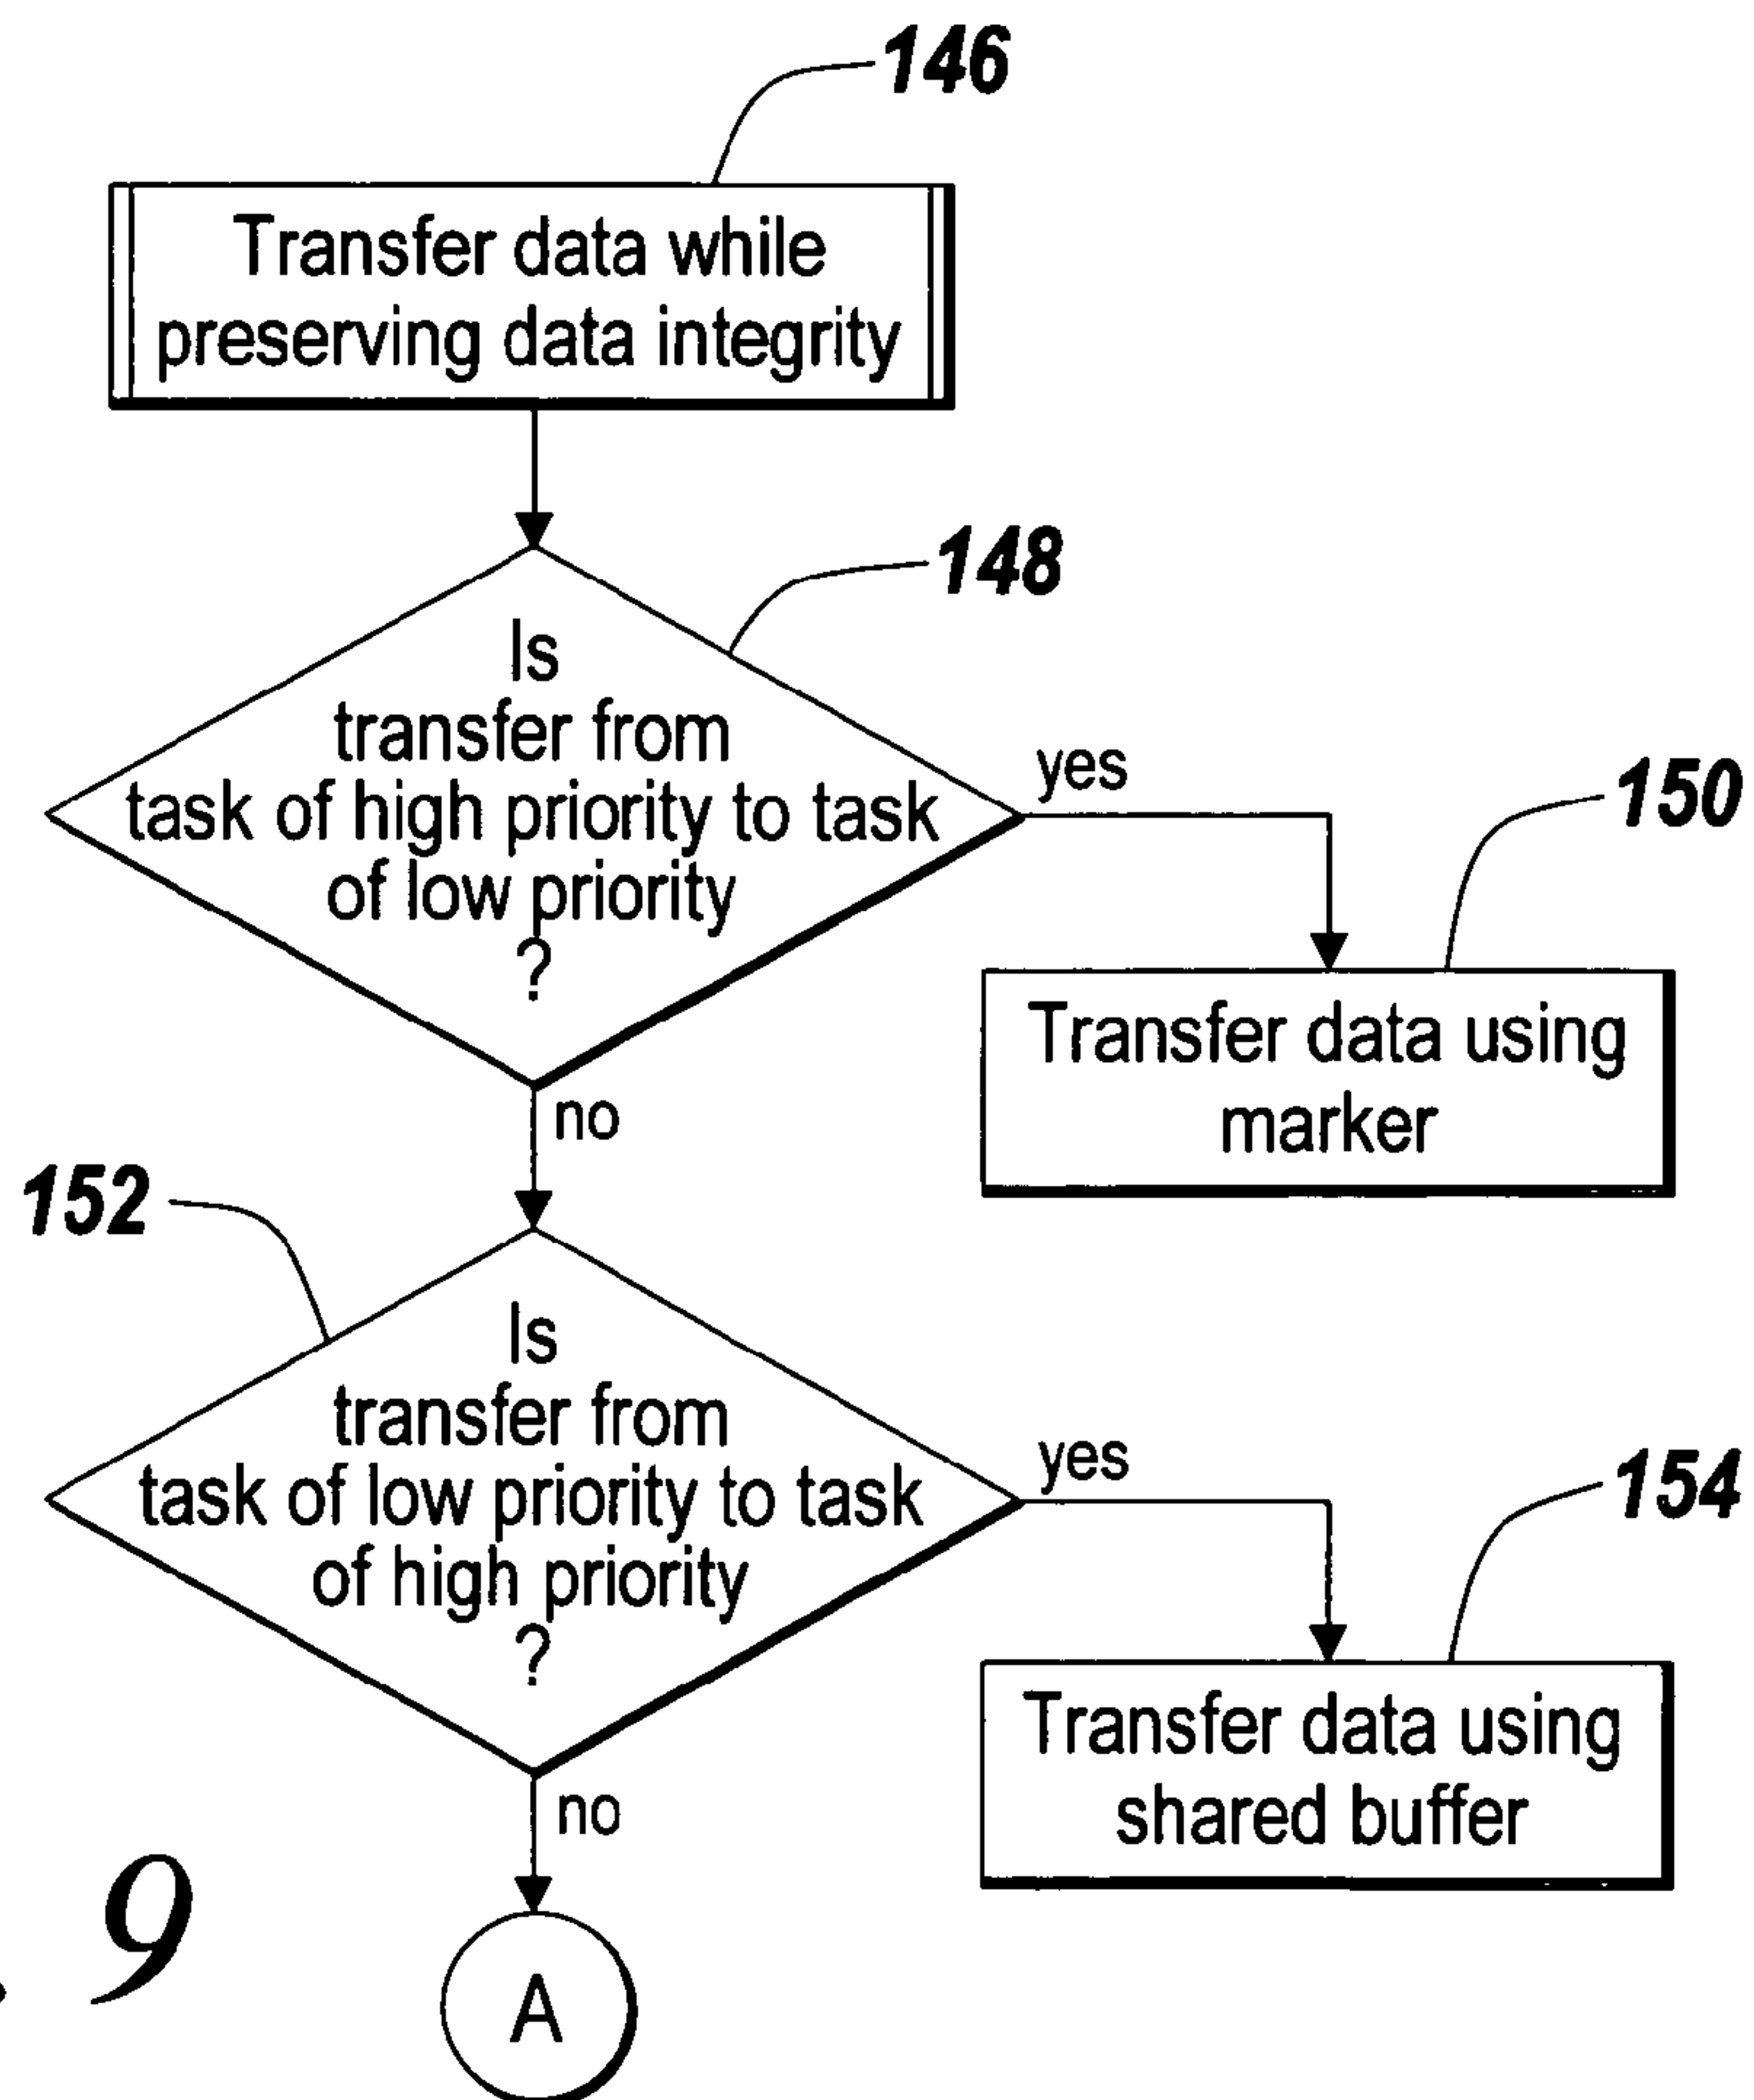 146
Transfer data while
preserving data integrity
148
Is
transfer from
task of high priority to task
of low priority
?
yes
150
Transfer data using
marker
no
152
Is
transfer from
task of low priority to task
of high priority
?
yes
154
Transfer data using
shared buffer
no
9
A